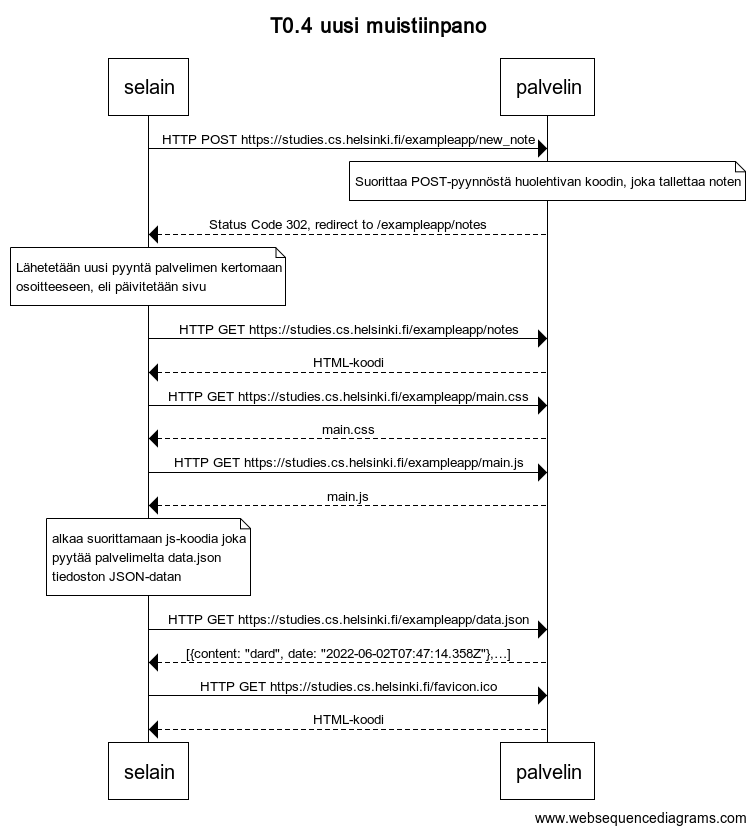 T0.4 uusi muistiinpano
selain
palvelin
HTTP POST https://studies.cs.helsinki.fi/exampleapp/new_note
Suorittaa POST-pyynnöstä huolehtivan koodin, joka tallettaa noten
Status Code 302, redirect to /exampleapp/notes
Lähetetään uusi pyyntä palvelimen kertomaan
osoitteeseen, eli päivitetään sivu
HTTP GET https://studies.cs.helsinki.fi/exampleapp/notes
HTML-koodi
HTTP GET https://studies.cs.helsinki.fi/exampleapp/main.css
main.css
HTTP GET https://studies.cs.helsinki.fi/exampleapp/main.js
main.js
alkaa suorittamaan js-koodia joka
pyytää palvelimelta data.json
tiedoston JSON-datan
HTTP GET https://studies.cs.helsinki.fi/exampleapp/data.json
[{content: "dard", date: "2022-06-02T07:47:14.358Z"},…]
HTTP GET https://studies.cs.helsinki.fi/favicon.ico
HTML-koodi
selain
palvelin
www.websequencediagrams.com